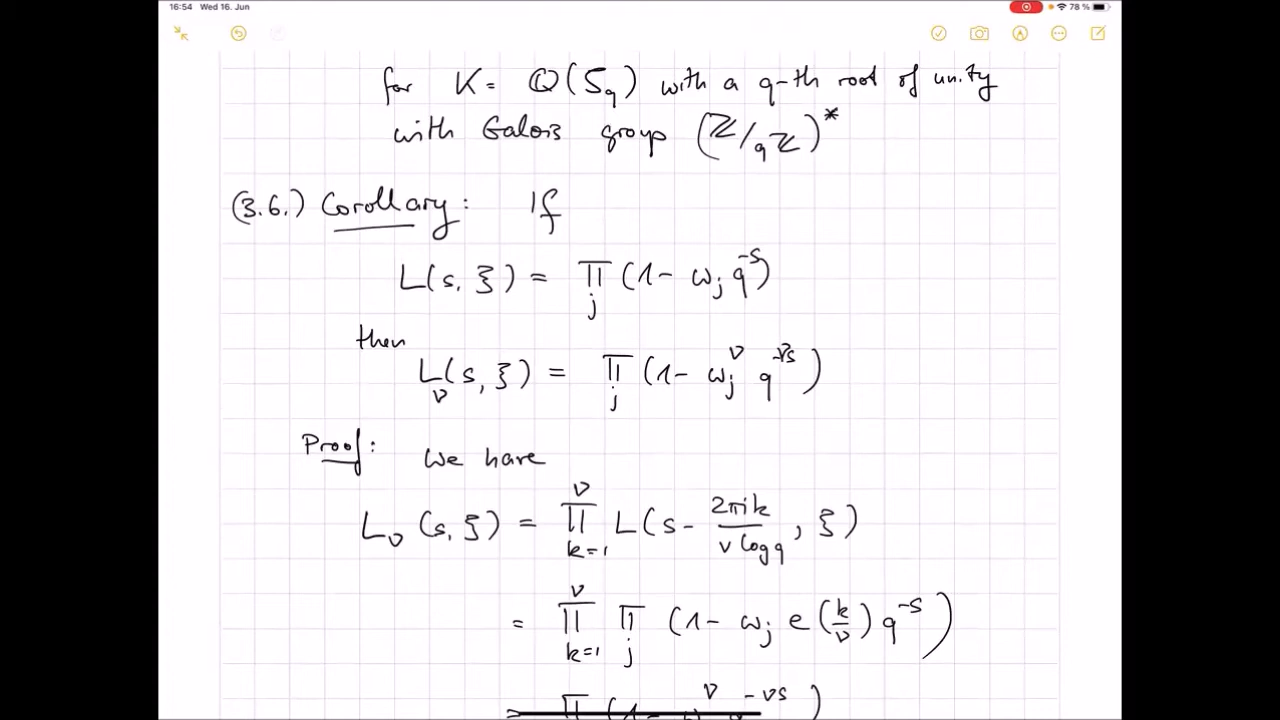 16:54 Wed 16. Jun 78 %
for K = ℚ(ζ_q) with a q-th root of unity
with Galois group (ℤ/qℤ)*
(3.6.) Corollary: If
L(s, ξ) = ∏_j (1 - ω_j q^{-s})
then
L_ν(s, ξ) = ∏_j (1 - ω_j^ν q^{-νs})
Proof: We have
L_ν(s, ξ) = ∏_{k=1}^{ν} L(s - 2πik / (ν log q), ξ)
= ∏_{k=1}^{ν} ∏_j (1 - ω_j e(k/ν) q^{-s})